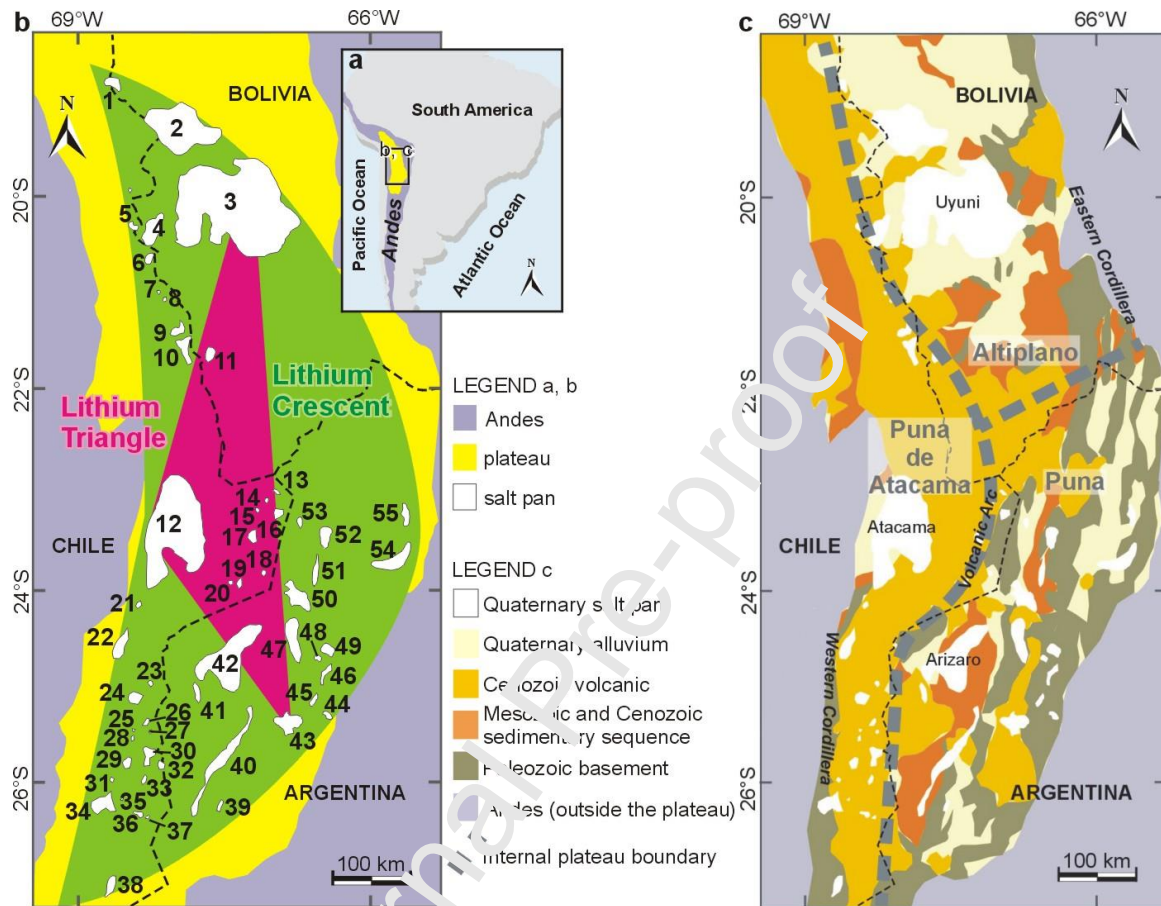 b
69°W
66°W
BOLIVIA
N
20°S
22°S
24°S
26°S
Lithium
Triangle
Lithium
Crescent
CHILE
ARGENTINA
100 km
1
2
3
4
5
6
7
8
9
10
11
12
13
14
15
16
17
18
19
20
21
22
23
24
25
26
27
28
29
30
31
32
33
34
35
36
37
38
39
40
41
42
43
44
45
46
47
48
49
50
51
52
53
54
55
a
South America
b, c
Pacific Ocean
Andes
Atlantic Ocean
N
LEGEND a, b
Andes
plateau
salt pan
LEGEND c
Quaternary salt pan
Quaternary alluvium
Cenozoic volcanic
Mesozoic and Cenozoic
sedimentary sequence
Paleozoic basement
Andes (outside the plateau)
Internal plateau boundary
c
69°W
66°W
BOLIVIA
N
20°S
Uyuni
Eastern Cordillera
Altiplano
22°S
Puna
de
Atacama
Puna
Atacama
CHILE
Volcanic Arc
24°S
Western Cordillera
Arizaro
26°S
ARGENTINA
100 km
rnal Pre-proof